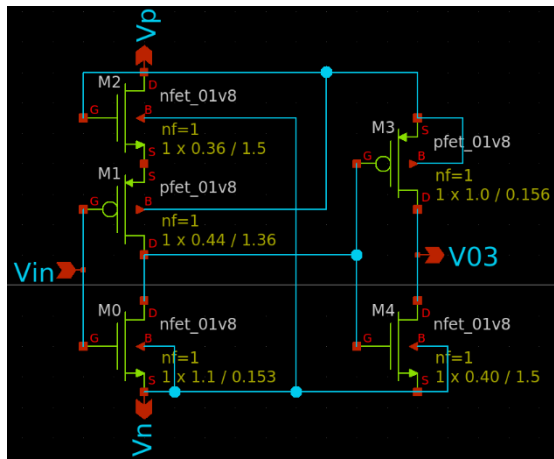 Vp
M2
D
nfet_01v8
G
B
nf=1
S
1 x 0.36 / 1.5
M1
S
pfet_01v8
G
B
nf=1
D
1 x 0.44 / 1.36
M3
S
pfet_01v8
G
B
nf=1
D
1 x 1.0 / 0.156
Vin
V03
M0
D
nfet_01v8
G
B
nf=1
S
1 x 1.1 / 0.153
M4
D
nfet_01v8
G
B
nf=1
S
1 x 0.40 / 1.5
Vn